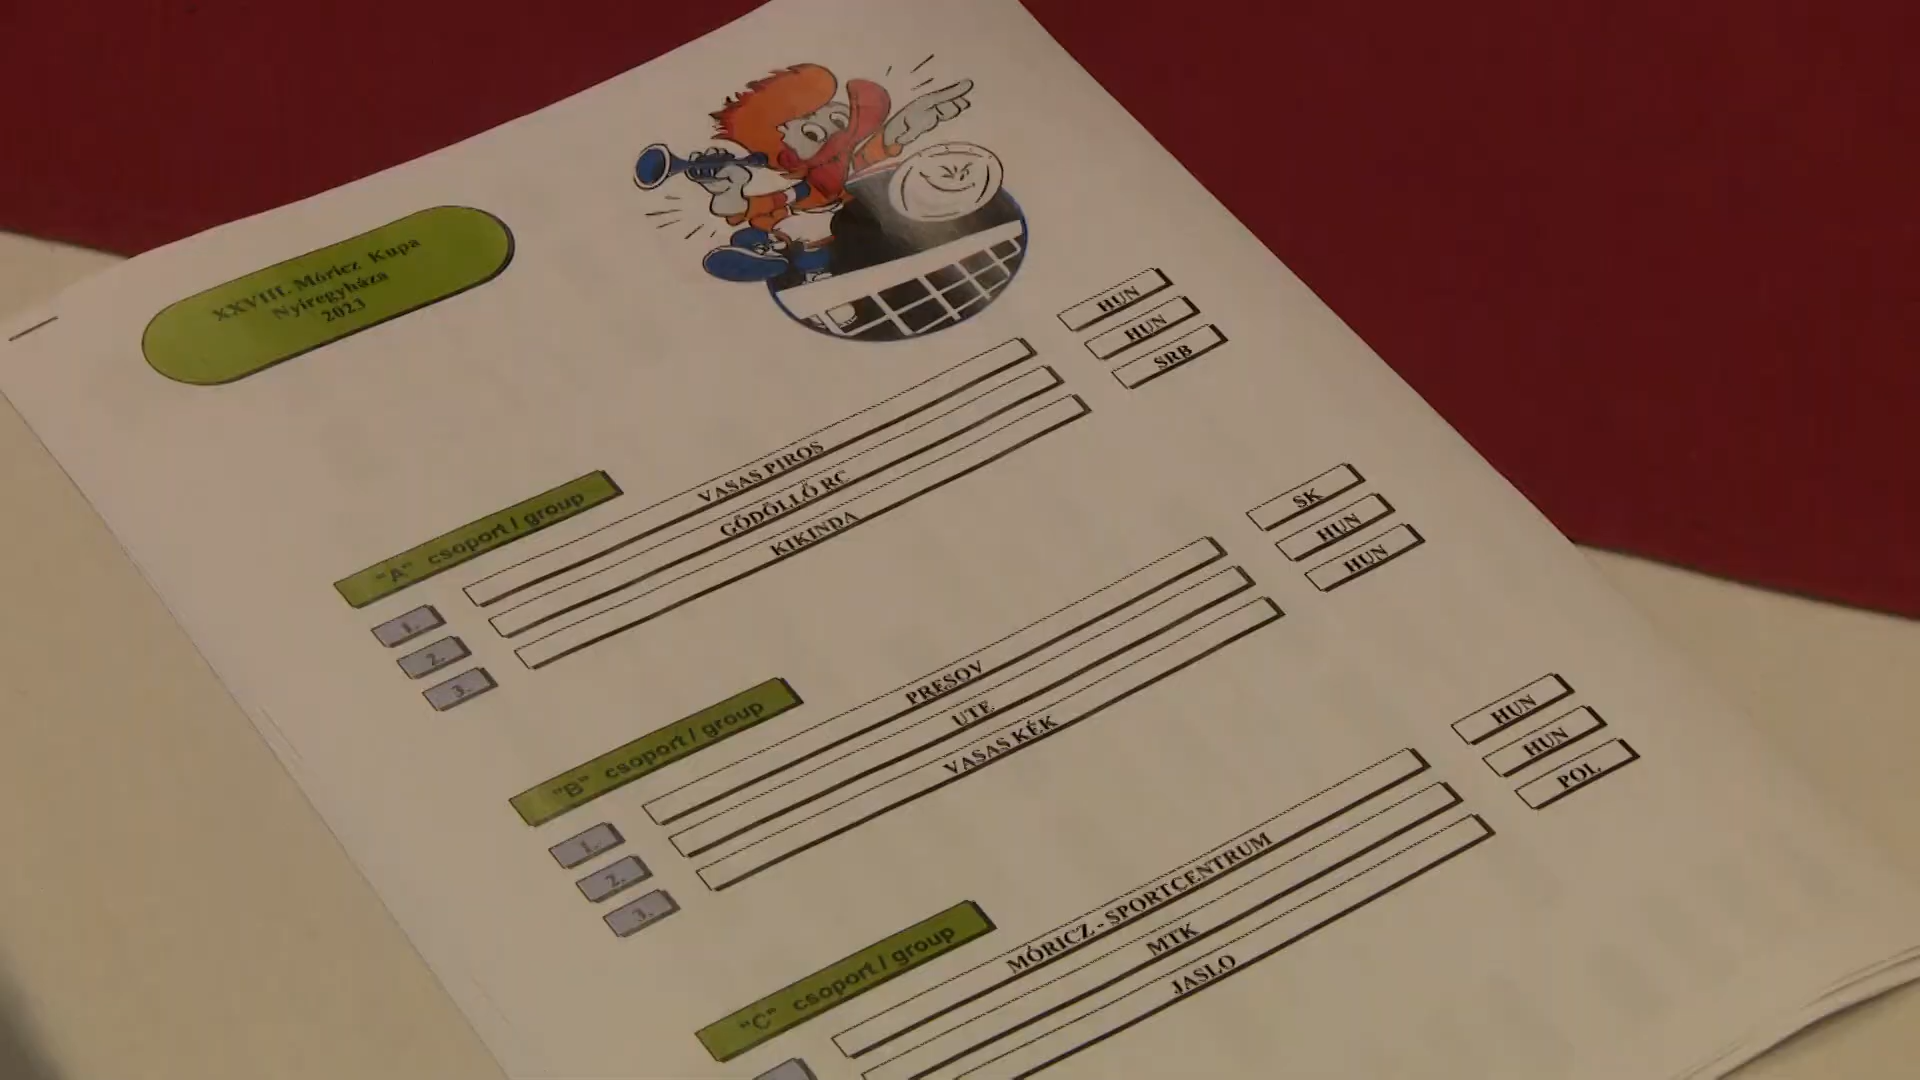 XXVIII. Móricz Kupa
Nyíregyháza
2023
"A" csoport / group
1. VASAS PIROS HUN
2. GÖDÖLLŐ RC HUN
3. KIKINDA SRB
"B" csoport / group
1. PRESOV SK
2. UTE HUN
3. VASAS KÉK HUN
"C" csoport / group
MÓRICZ - SPORTCENTRUM HUN
MTK HUN
JASLO POL